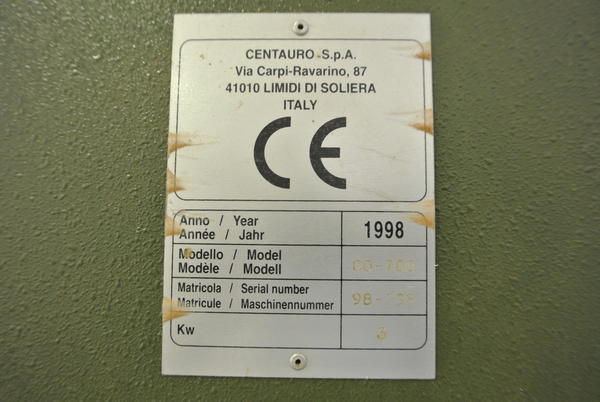 CENTAURO S.p.A.
Via Carpi-Ravarino, 87
41010 LIMIDI DI SOLIERA
ITALY
CE
Anno / Year
Année / Jahr
1998
Modello / Model
Modèle / Modell
Matricola / Serial number
Matricule / Maschinennummer
Kw
3